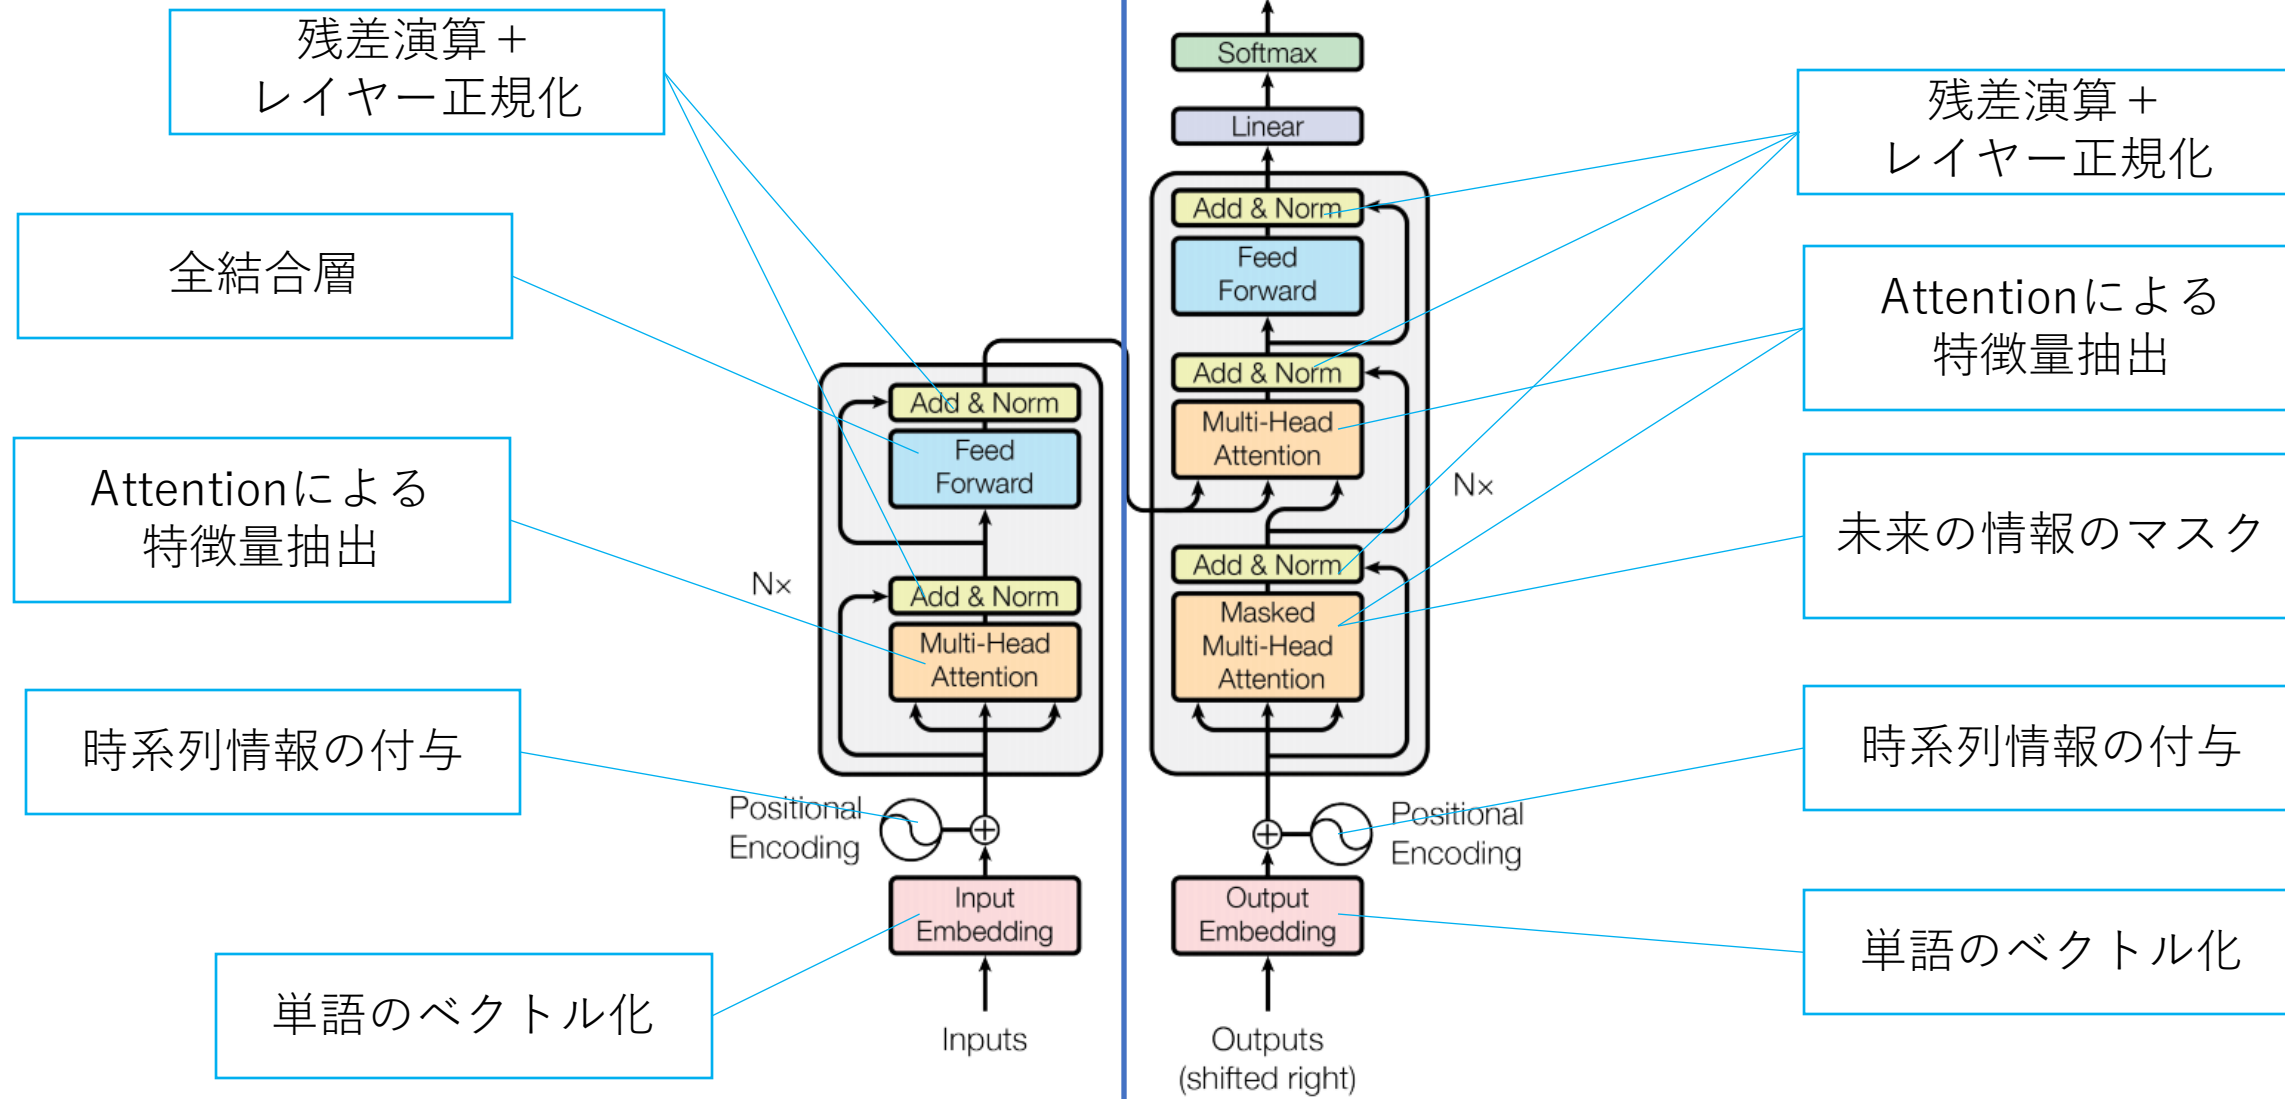 残差演算＋
レイヤー正規化
全結合層
Attentionによる
特徴量抽出
時系列情報の付与
単語のベクトル化
Add & Norm
Feed
Forward
Add & Norm
Multi-Head
Attention
N×
Positional
Encoding
Input
Embedding
Inputs
Softmax
Linear
Add & Norm
Feed
Forward
Add & Norm
Multi-Head
Attention
Add & Norm
Masked
Multi-Head
Attention
N×
Positional
Encoding
Output
Embedding
Outputs
(shifted right)
残差演算＋
レイヤー正規化
Attentionによる
特徴量抽出
未来の情報のマスク
時系列情報の付与
単語のベクトル化